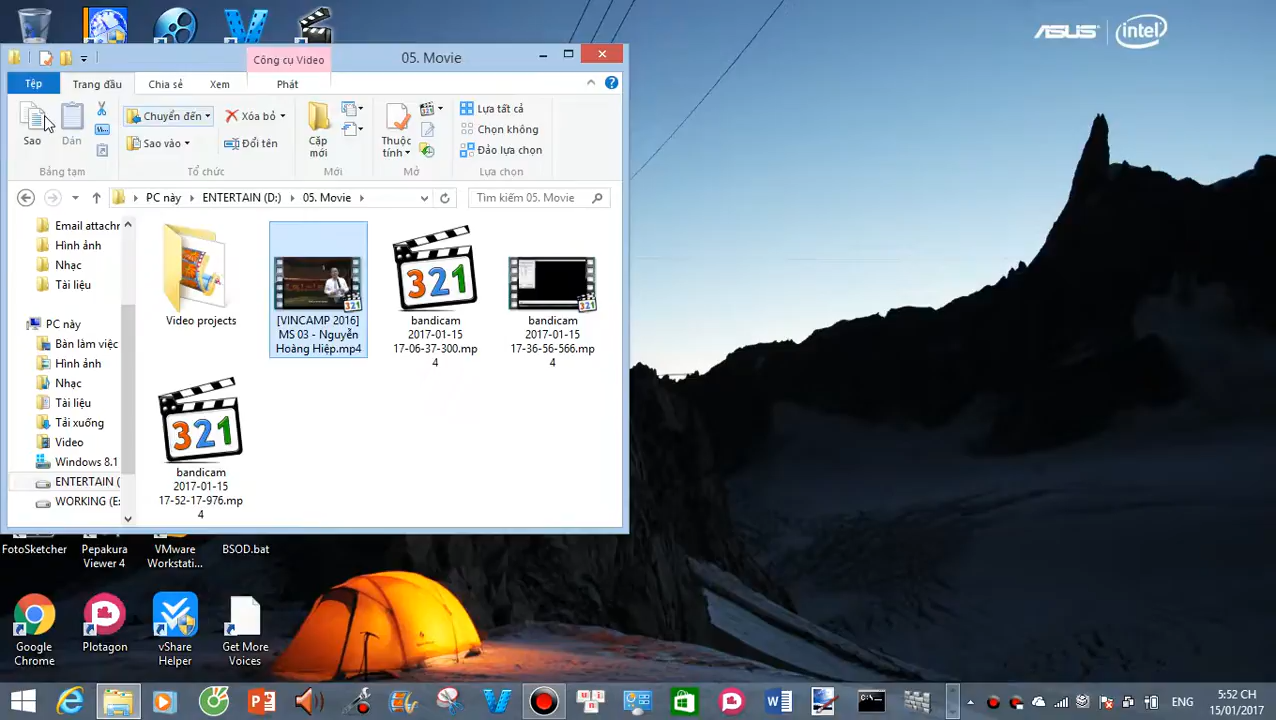 ASUS
intel
Công cụ Video
05. Movie
Tệp
Trang đầu
Chia sẻ
Xem
Phát
Sao
Dán
Chuyển đến
Sao vào
Xóa bỏ
Đổi tên
Cặp
mới
Thuộc
tính
Lựa tất cả
Chọn không
Đảo lựa chọn
Bảng tạm
Tổ chức
Mới
Mở
Lựa chọn
PC này
ENTERTAIN (D:)
05. Movie
Tìm kiếm 05. Movie
Email attachr
Hình ảnh
Nhạc
Tài liệu
PC này
Bàn làm việc
Hình ảnh
Nhạc
Tài liệu
Tải xuống
Video
Windows 8.1
ENTERTAIN (
WORKING (E:
Video projects
[VINCAMP 2016]
MS 03 - Nguyễn
Hoàng Hiệp.mp4
321
bandicam
2017-01-15
17-06-37-300.mp
4
bandicam
2017-01-15
17-36-56-566.mp
4
321
bandicam
2017-01-15
17-52-17-976.mp
4
FotoSketcher
Pepakura
Viewer 4
VMware
Workstati...
BSOD.bat
Google
Chrome
Plotagon
vShare
Helper
Get More
Voices
ENG
5:52 CH
15/01/2017